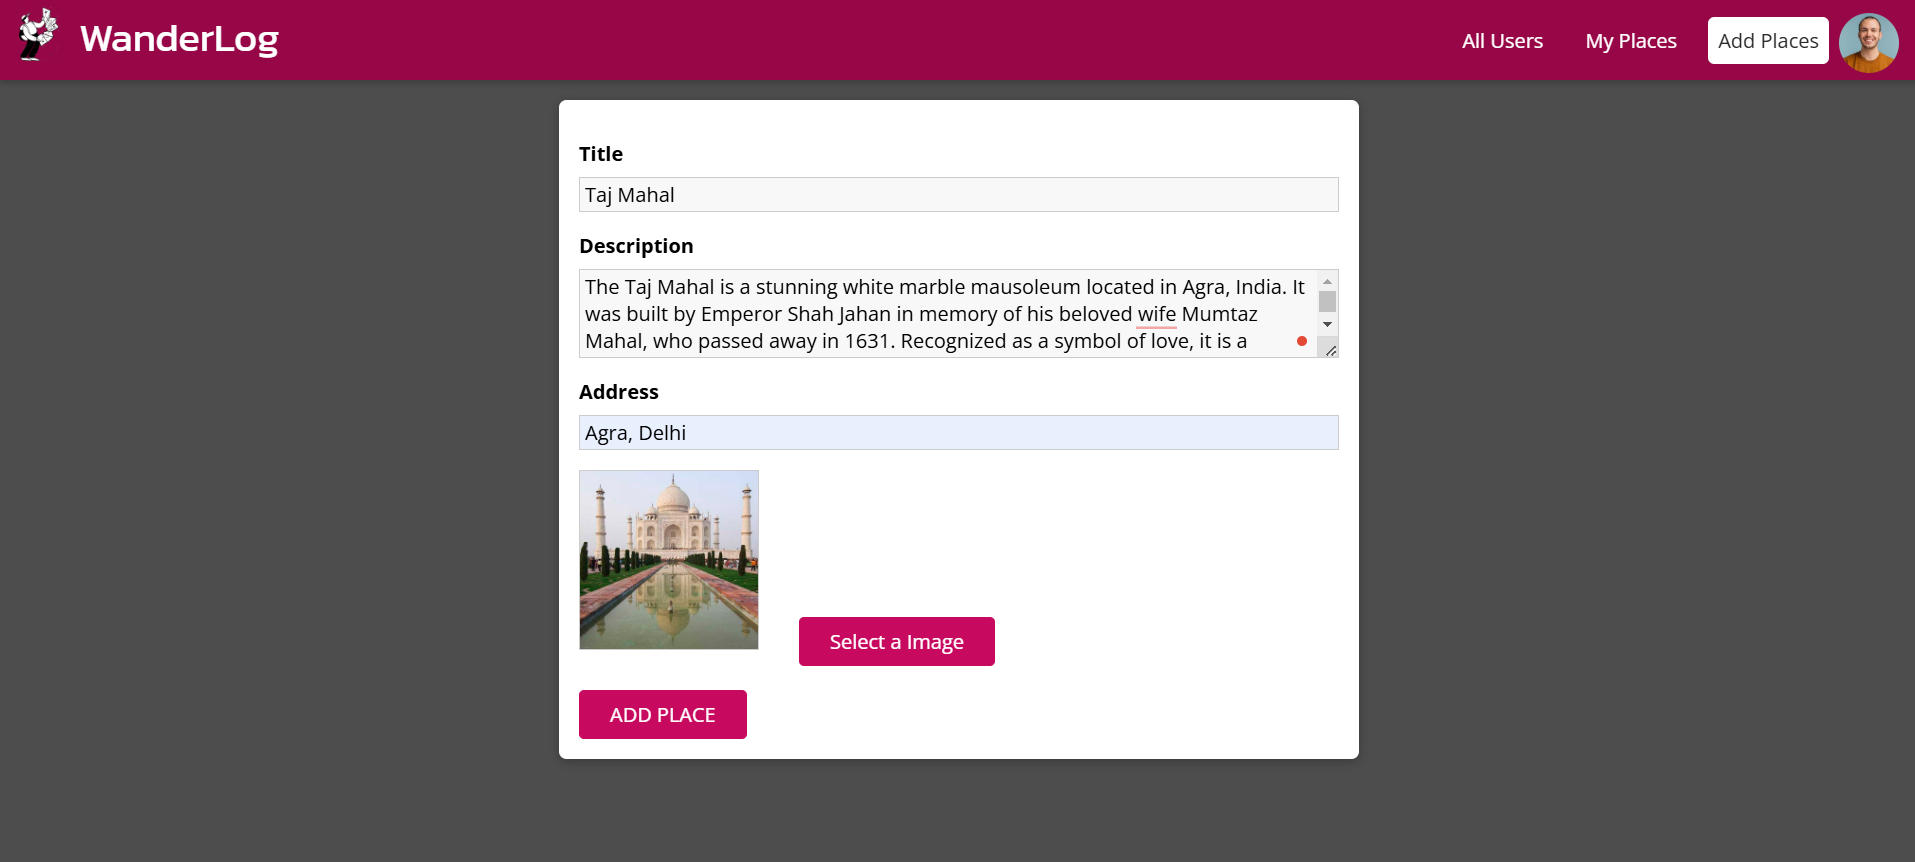 WanderLog
All Users
My Places
Add Places
Title
Taj Mahal
Description
The Taj Mahal is a stunning white marble mausoleum located in Agra, India. It
was built by Emperor Shah Jahan in memory of his beloved wife Mumtaz
Mahal, who passed away in 1631. Recognized as a symbol of love, it is a
Address
Agra, Delhi
Select a Image
ADD PLACE